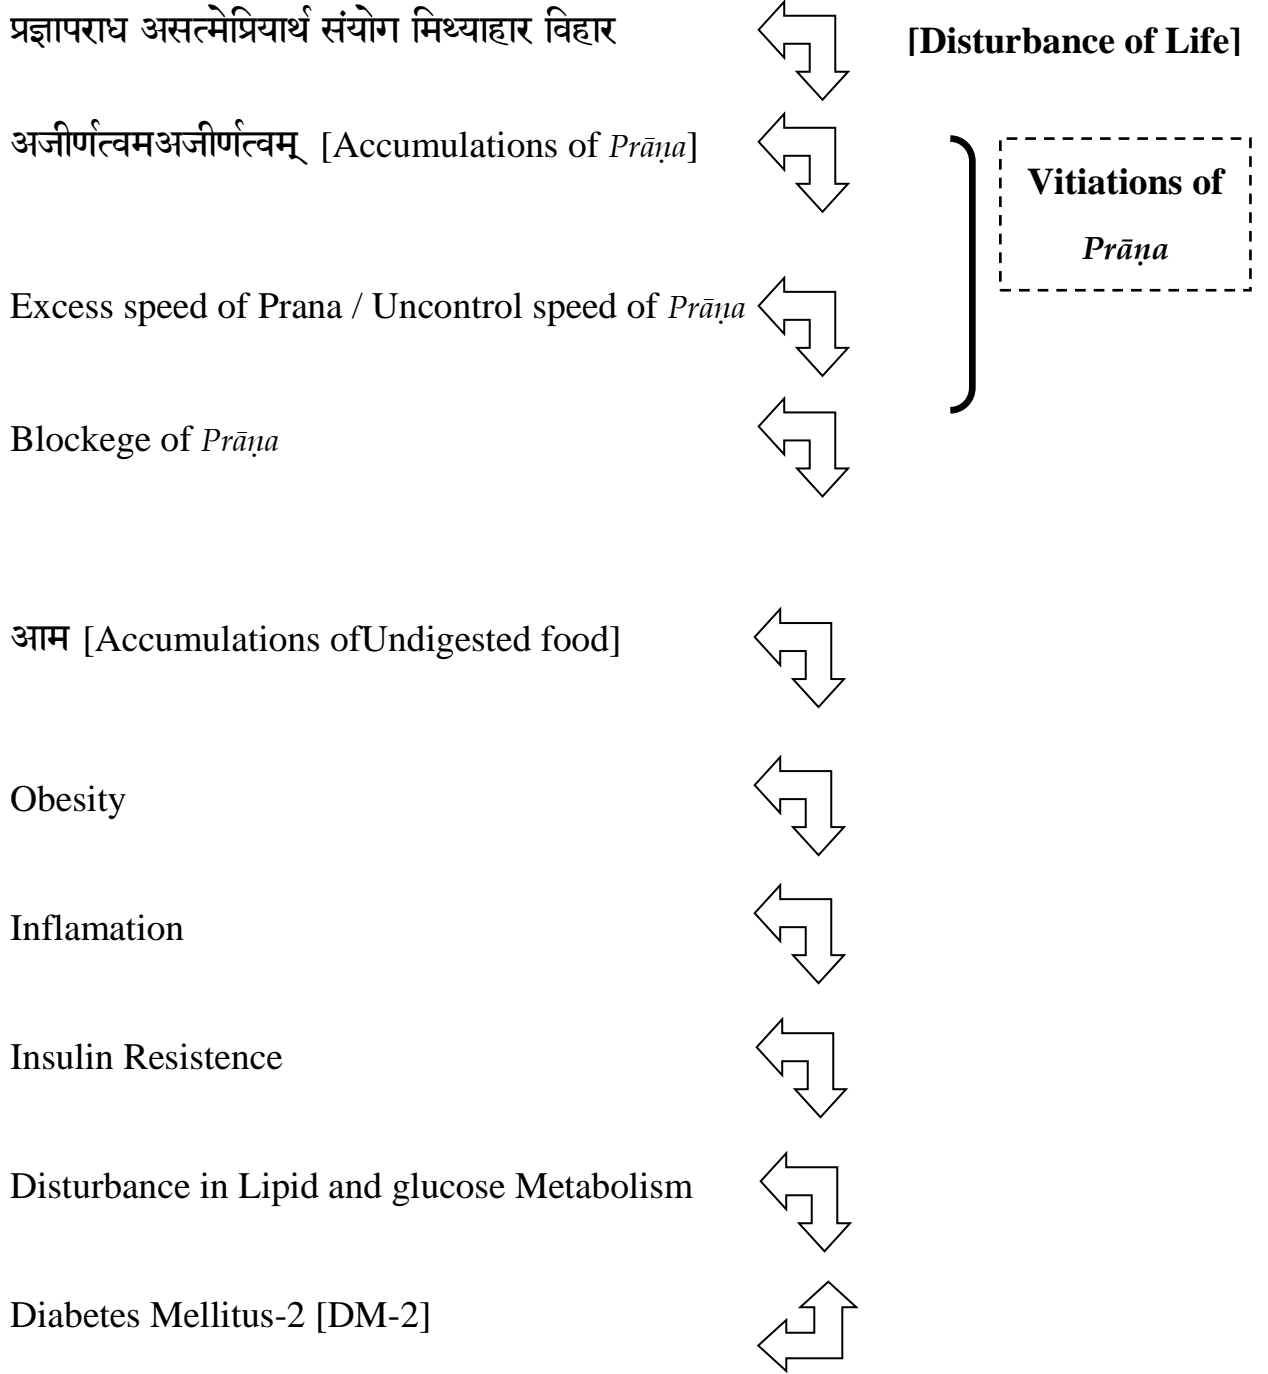 प्रज्ञापराध असत्मेप्रियार्थ संयोग मिथ्याहार विहार
[Disturbance of Life]
अजीर्णत्वमअजीर्णत्वम् [Accumulations of Prāṇa]
Vitiations of
Prāṇa
Excess speed of Prana / Uncontrol speed of Prāṇa
Blockege of Prāṇa
आम [Accumulations ofUndigested food]
Obesity
Inflamation
Insulin Resistence
Disturbance in Lipid and glucose Metabolism
Diabetes Mellitus-2 [DM-2]